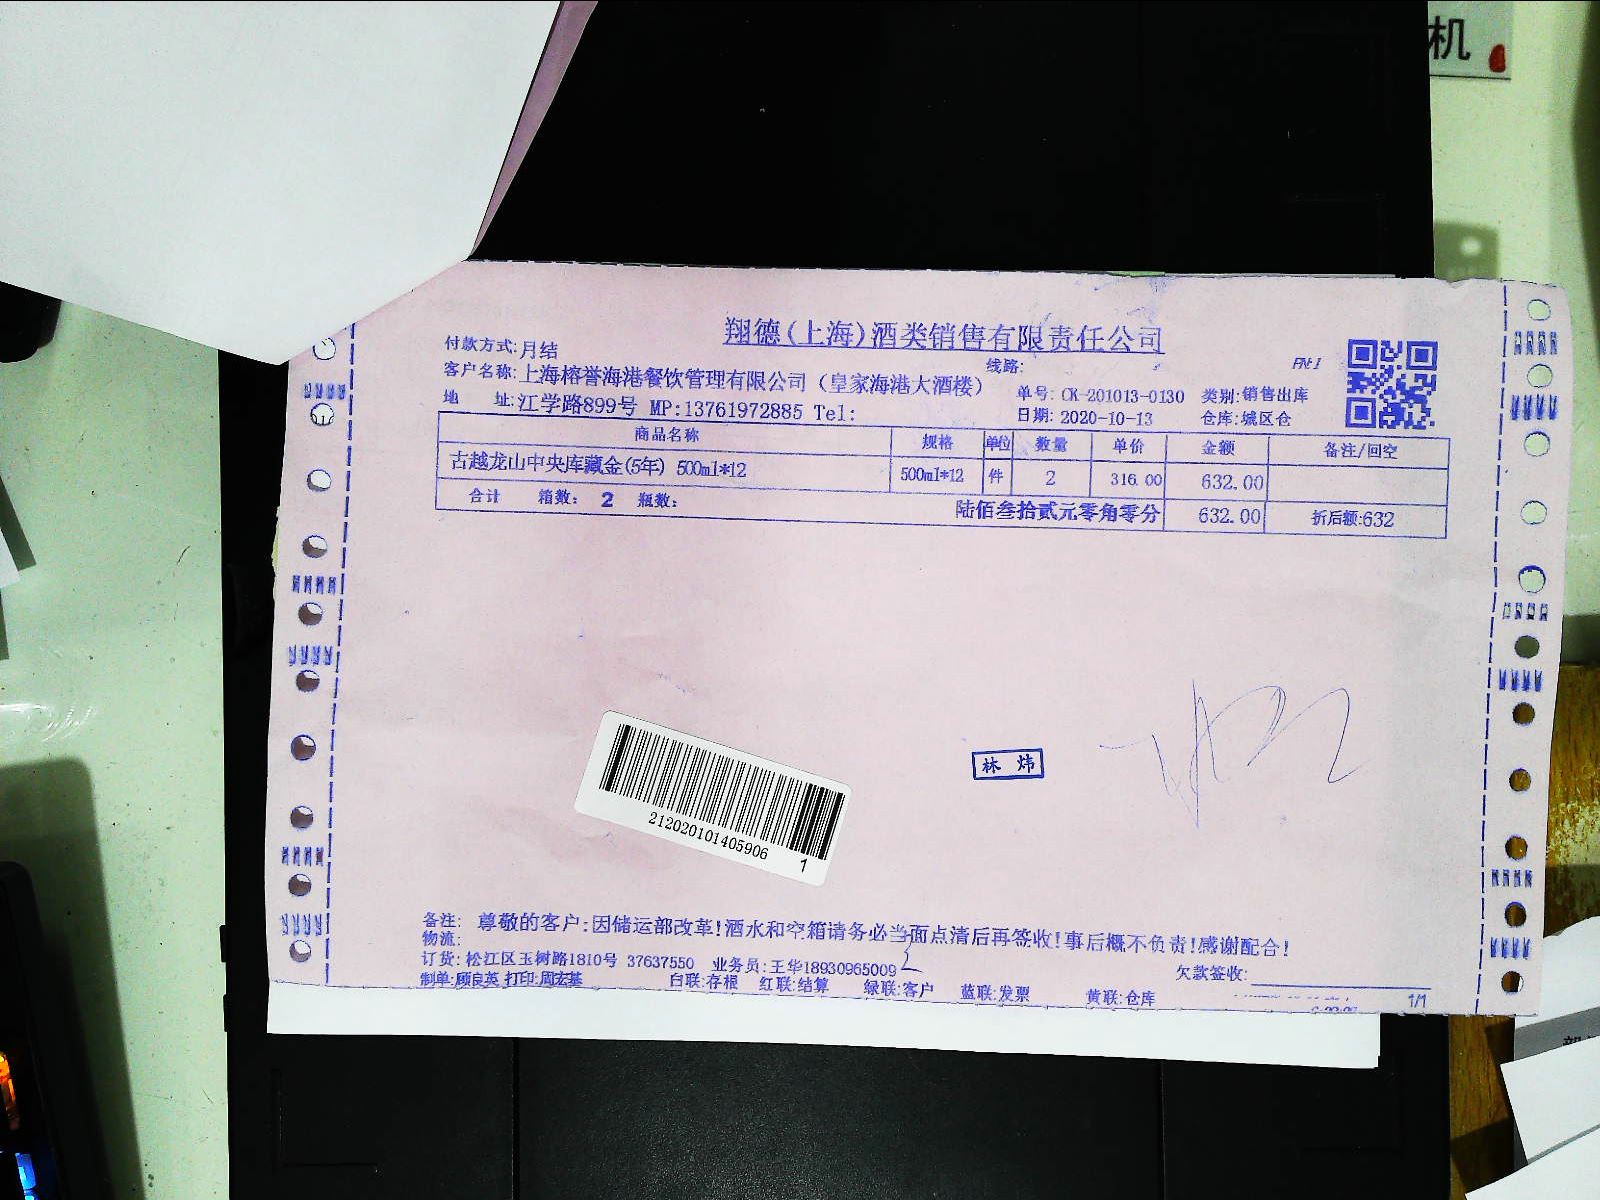 机
翔德(上海)酒类销售有限责任公司
付款方式:月结
线路:
客户名称:上海榕誉海港餐饮管理有限公司（皇家海港大酒楼）
单号: CK-201013-0130 类别:销售出库
地 址:江学路899号 MP:13761972885 Tel:
日期: 2020-10-13 仓库:城区仓
商品名称 规格 单位 数量 单价 金额 备注/回空
古越龙山中央库藏金(5年) 500ml*12 500ml*12 件 2 316.00 632.00
合计 箱数: 2 瓶数: 陆佰叁拾贰元零角零分 632.00 折后额:632
林 炜
212020101405906
1
备注: 尊敬的客户:因储运部改革!酒水和空箱请务必当面点清后再签收!事后概不负责!感谢配合!
物流:
订货: 松江区玉树路1810号 37637550 业务员:王华18930965009
欠款签收:
制单:顾良英 打印:周宏基 白联:存根 红联:结算 绿联:客户 蓝联:发票 黄联:仓库 1/1